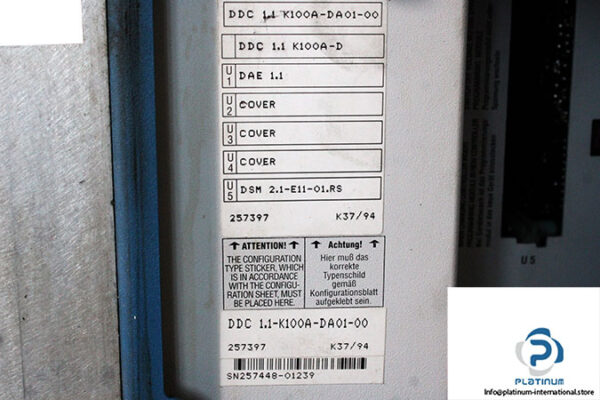 DDC 1.1 K100A-DA01-00
DDC 1.1 K100A-D
U1 DAE 1.1
U2 COVER
U3 COVER
U4 COVER
U5 DSM 2.1-E11-01.RS
257397 K37/94
ATTENTION!
THE CONFIGURATION
TYPE STICKER, WHICH
IS IN ACCORDANCE
WITH THE CONFIGU-
RATION SHEET, MUST
BE PLACED HERE.
Achtung!
Hier muß das
korrekte
Typenschild
gemäß
Konfigurationsblatt
aufgeklebt sein.
DDC 1.1-K100A-DA01-00
257397 K37/94
SN257448-01239
U5
PLATINUM
Info@platinum-international.store